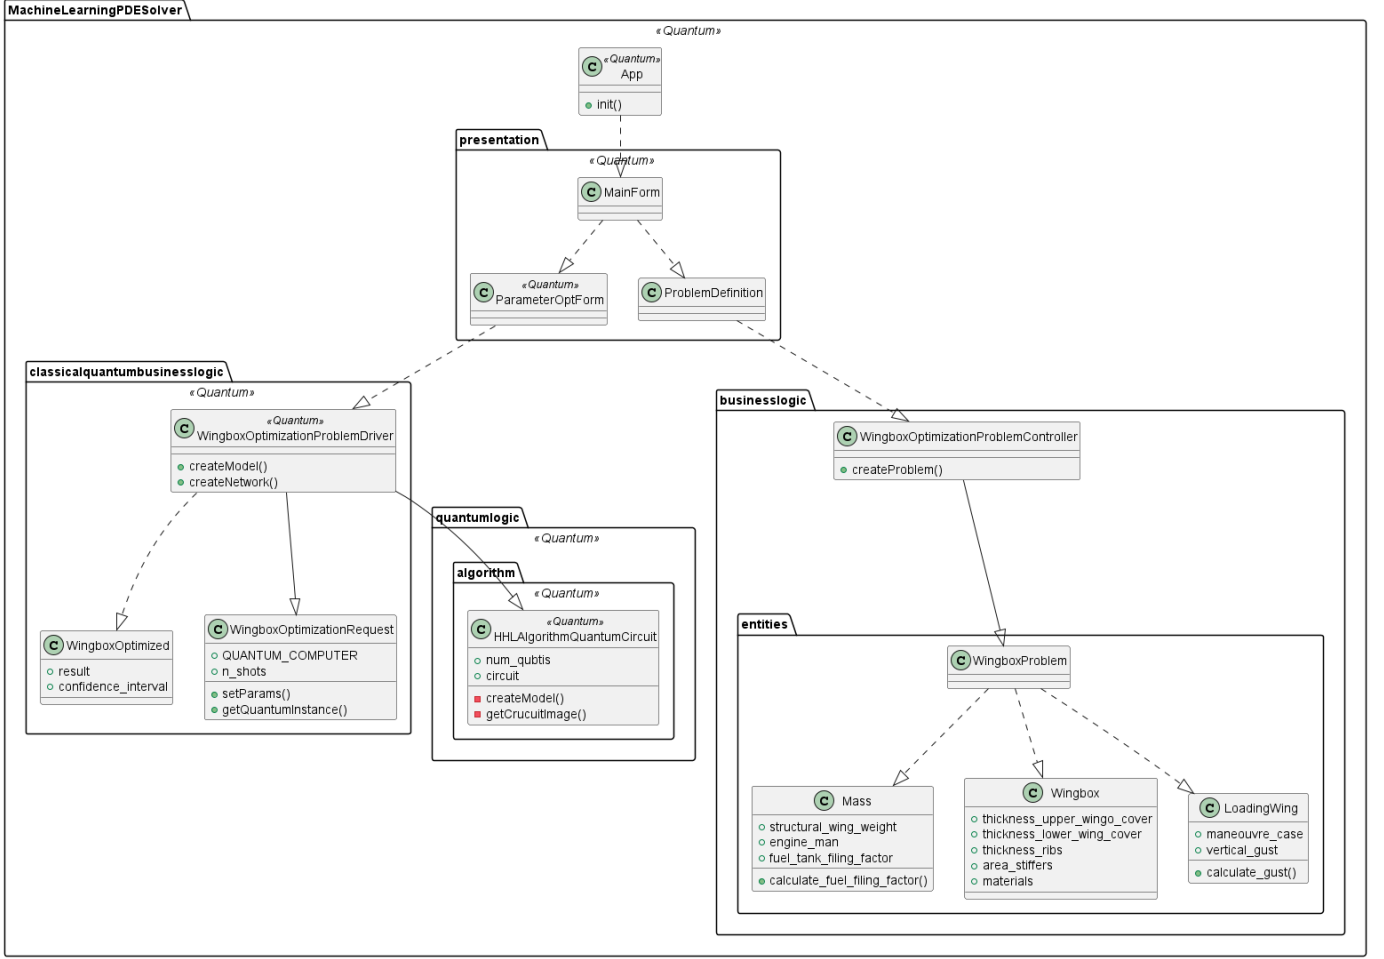 MachineLearningPDESolver
«Quantum»
C «Quantum»
App
init()
presentation
«Quantum»
C MainForm
C «Quantum»
ParameterOptForm
C ProblemDefinition
classicalquantumbusinesslogic
«Quantum»
C «Quantum»
WingboxOptimizationProblemDriver
createModel()
createNetwork()
businesslogic
C WingboxOptimizationProblemController
createProblem()
quantumlogic
«Quantum»
algorithm
«Quantum»
C «Quantum»
HHLAlgorithmQuantumCircuit
num_qubtis
circuit
createModel()
getCrucuitImage()
C WingboxOptimized
result
confidence_interval
C WingboxOptimizationRequest
QUANTUM_COMPUTER
n_shots
setParams()
getQuantumInstance()
entities
C WingboxProblem
C Mass
structural_wing_weight
engine_man
fuel_tank_filing_factor
calculate_fuel_filing_factor()
C Wingbox
thickness_upper_wingo_cover
thickness_lower_wing_cover
thickness_ribs
area_stiffers
materials
C LoadingWing
maneouvre_case
vertical_gust
calculate_gust()